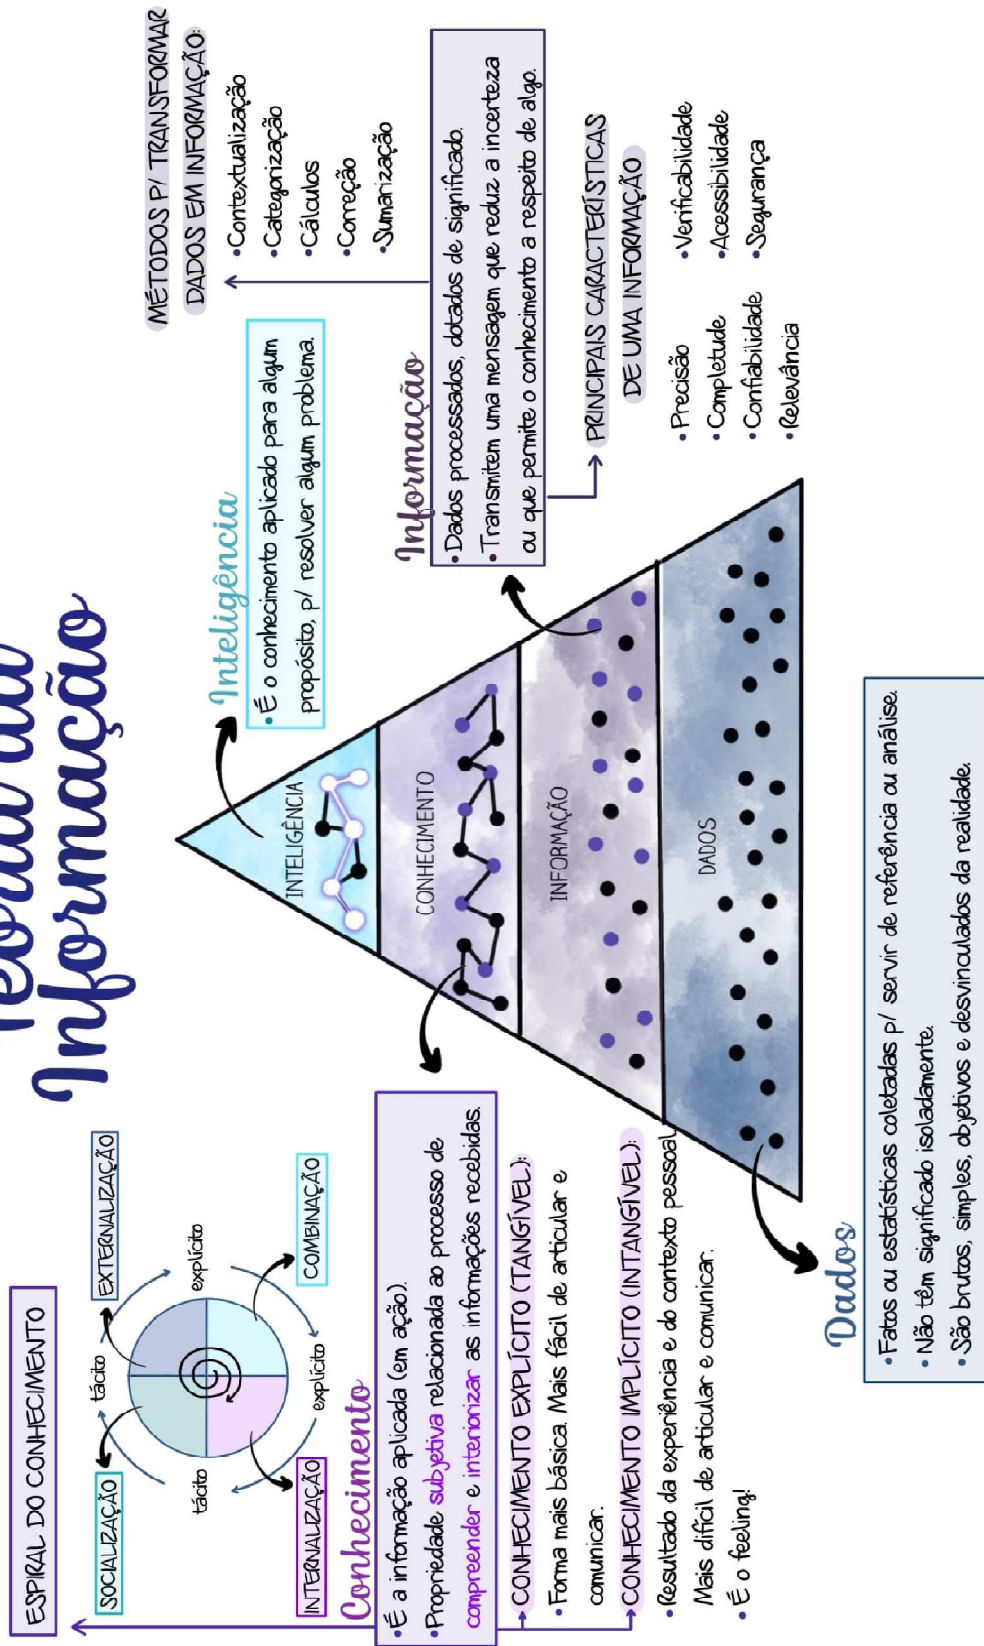 Teoria da
Informação
ESPIRAL DO CONHECIMENTO
SOCIALIZAÇÃO
tácito
EXTERNALIZAÇÃO
tácito
explícito
INTERNALIZAÇÃO
explícito
COMBINAÇÃO
Conhecimento
• É a informação aplicada (em ação).
• Propriedade subjetiva relacionada ao processo de
compreender e interiorizar as informações recebidas.
CONHECIMENTO EXPLÍCITO (TANGÍVEL):
• Forma mais básica. Mais fácil de articular e
comunicar.
CONHECIMENTO IMPLÍCITO (INTANGÍVEL):
• Resultado da experiência e do contexto pessoal.
Mais difícil de articular e comunicar.
• É o feeling!
INTELIGÊNCIA
CONHECIMENTO
INFORMAÇÃO
DADOS
Inteligência
• É o conhecimento aplicado para algum
propósito, p/ resolver algum problema.
MÉTODOS P/ TRANSFORMAR
DADOS EM INFORMAÇÃO:
• Contextualização
• Categorização
• Cálculos
• Correção
• Sumarização
Informação
• Dados processados, dotados de significado.
• Transmitem uma mensagem que reduz a incerteza
ou que permite o conhecimento a respeito de algo.
PRINCIPAIS CARACTERÍSTICAS
DE UMA INFORMAÇÃO
• Precisão
• Completude
• Confiabilidade
• Relevância
• Verificabilidade
• Acessibilidade
• Segurança
Dados
• Fatos ou estatísticas coletadas p/ servir de referência ou análise.
• Não têm significado isoladamente.
• São brutos, simples, objetivos e desvinculados da realidade.